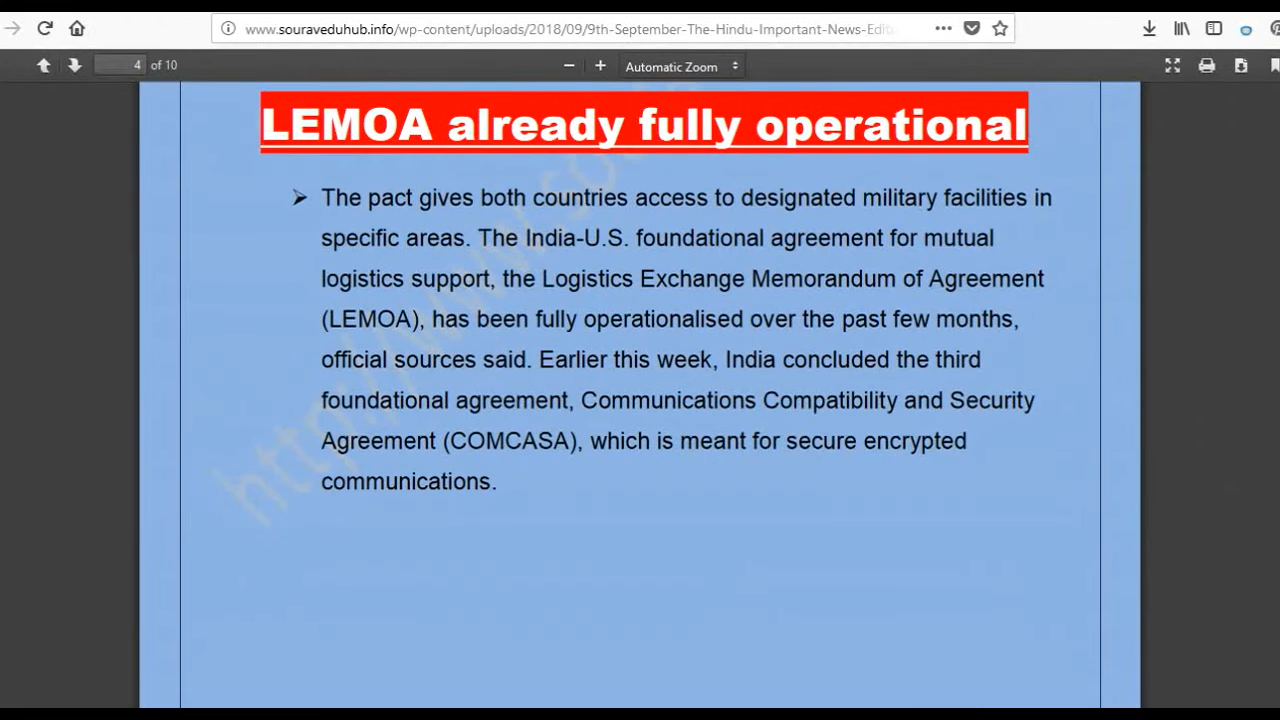 www.souraveduhub.info/wp-content/uploads/2018/09/9th-September-The-Hindu-Important-News-Edit
4 of 10
Automatic Zoom
LEMOA already fully operational
➢ The pact gives both countries access to designated military facilities in
specific areas. The India-U.S. foundational agreement for mutual
logistics support, the Logistics Exchange Memorandum of Agreement
(LEMOA), has been fully operationalised over the past few months,
official sources said. Earlier this week, India concluded the third
foundational agreement, Communications Compatibility and Security
Agreement (COMCASA), which is meant for secure encrypted
communications.